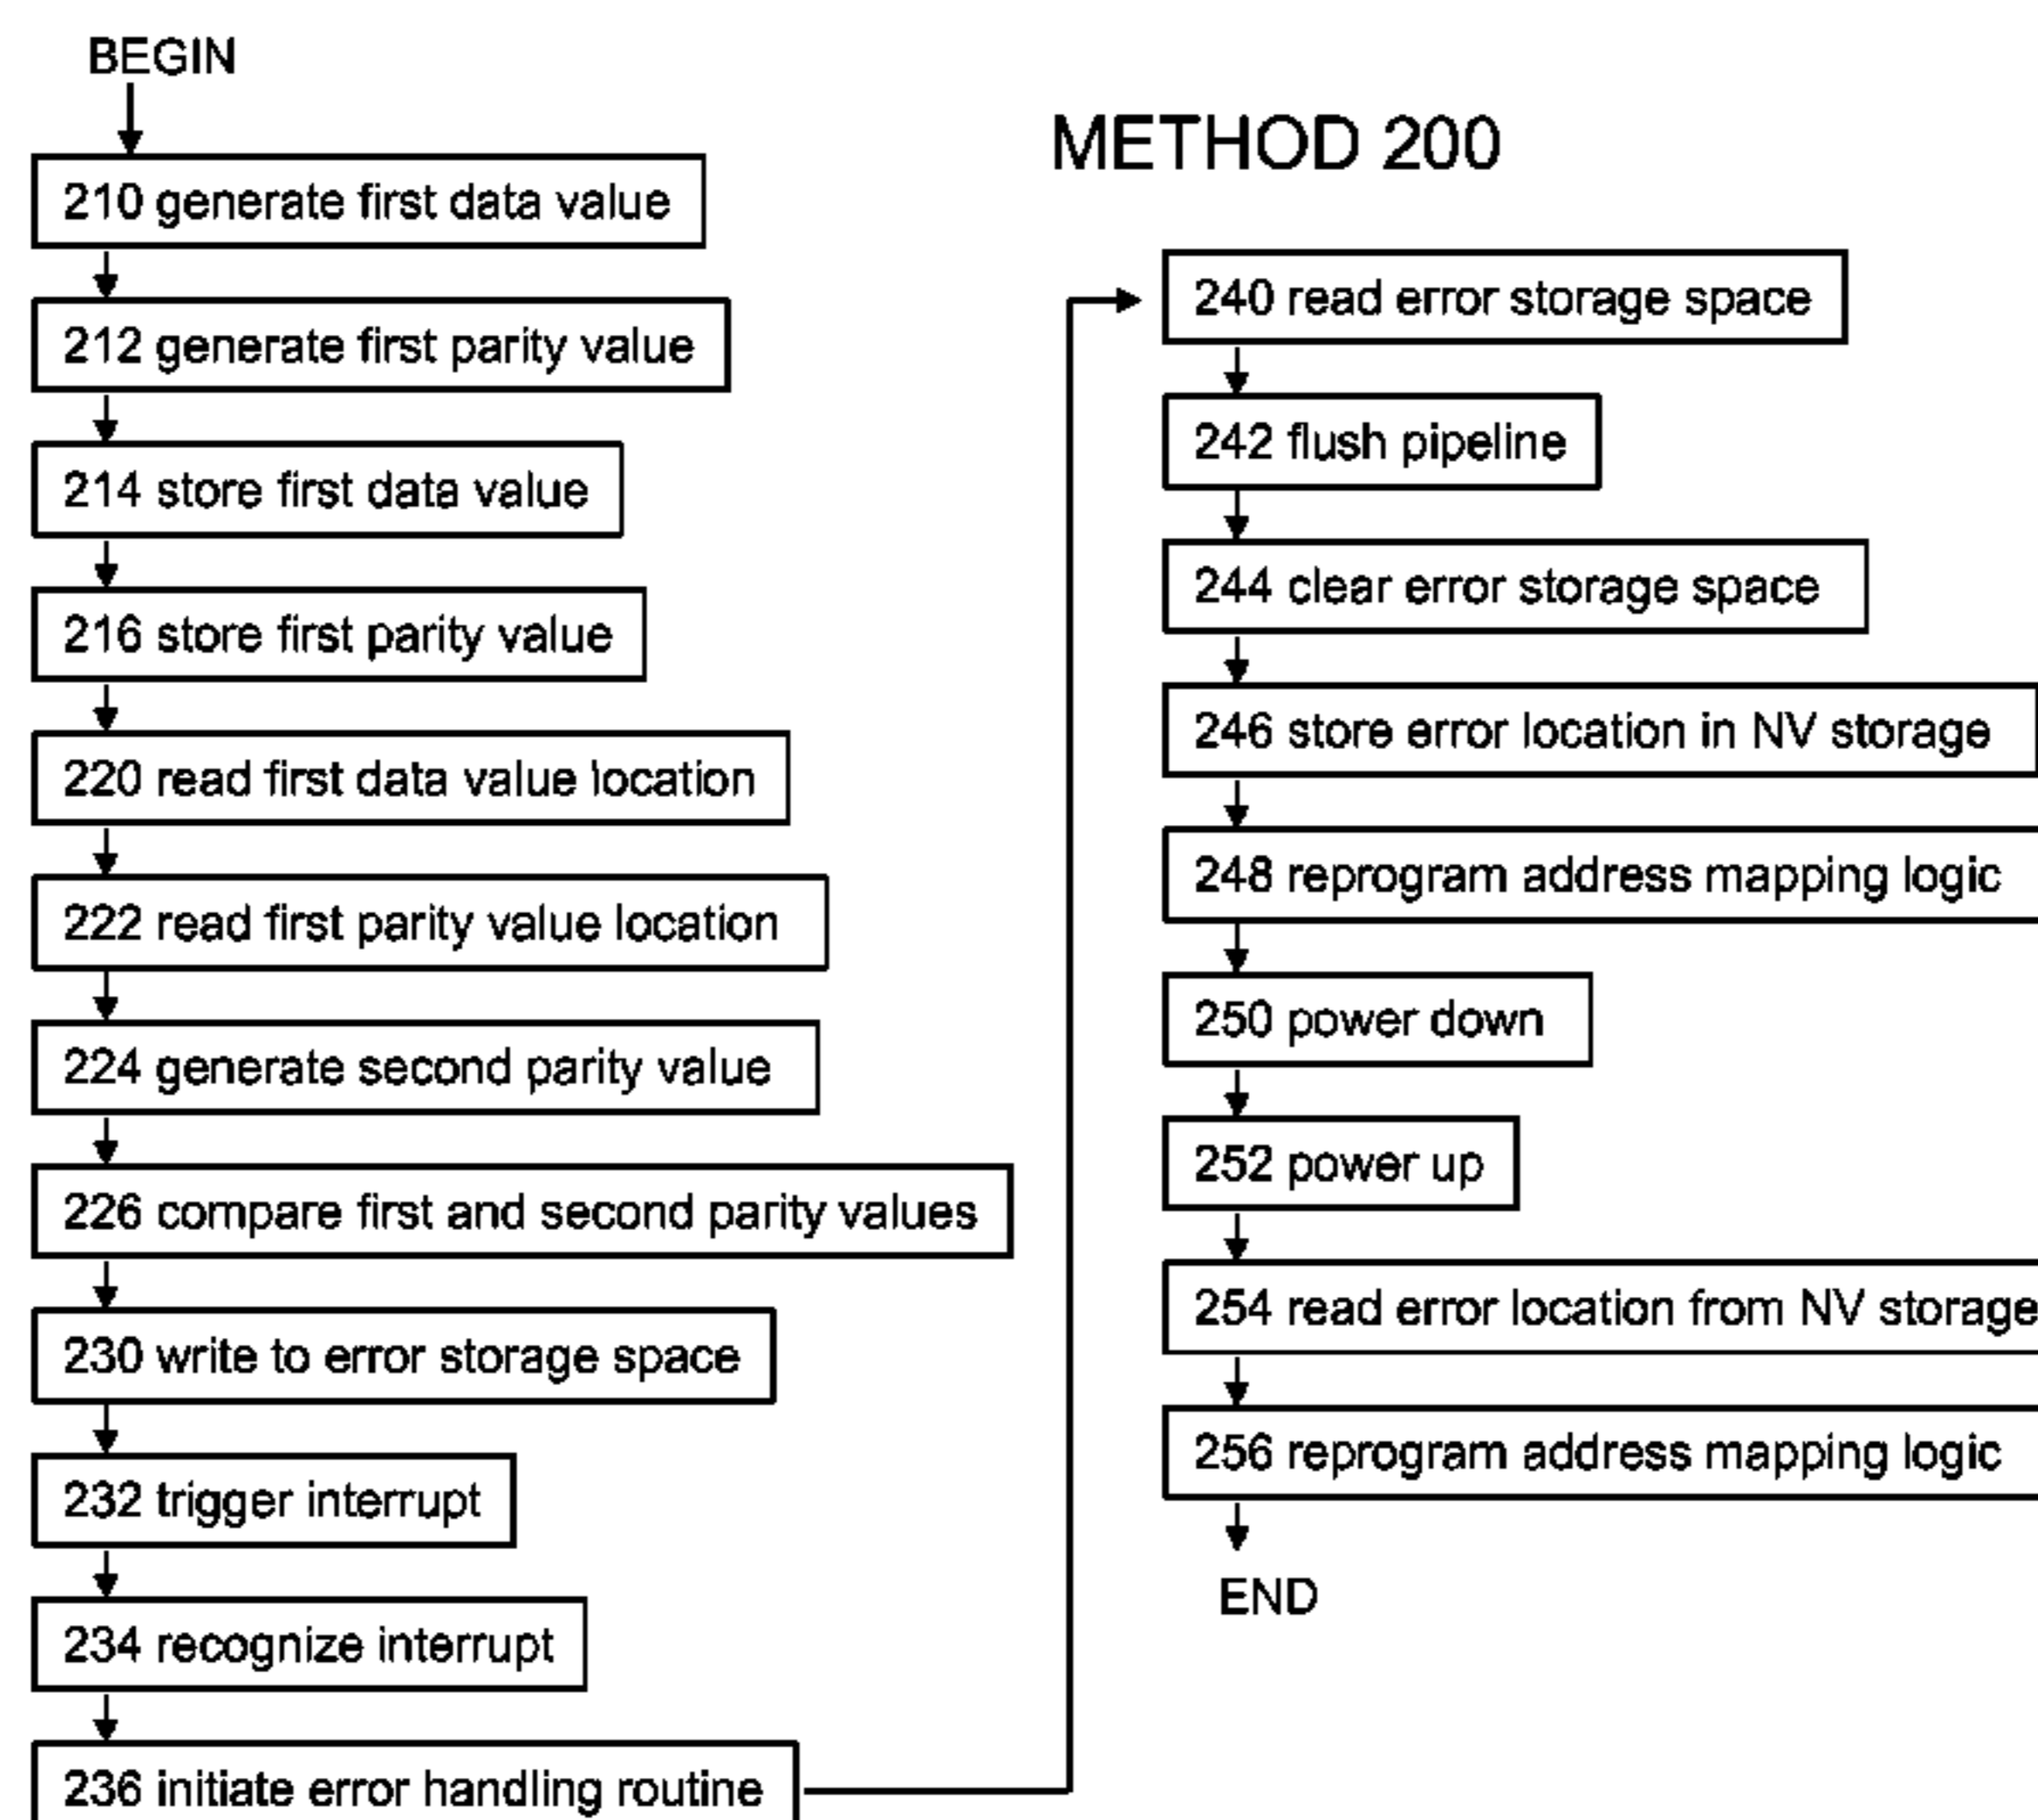 BEGIN
210 generate first data value
212 generate first parity value
214 store first data value
216 store first parity value
220 read first data value location
222 read first parity value location
224 generate second parity value
226 compare first and second parity values
230 write to error storage space
232 trigger interrupt
234 recognize interrupt
236 initiate error handling routine
METHOD 200
240 read error storage space
242 flush pipeline
244 clear error storage space
246 store error location in NV storage
248 reprogram address mapping logic
250 power down
252 power up
254 read error location from NV storage
256 reprogram address mapping logic
END